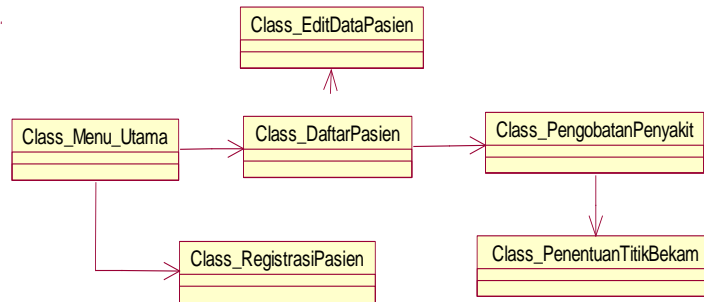 Class_EditDataPasien
Class_Menu_Utama
Class_DaftarPasien
Class_PengobatanPenyakit
Class_RegistrasiPasien
Class_PenentuanTitikBekam